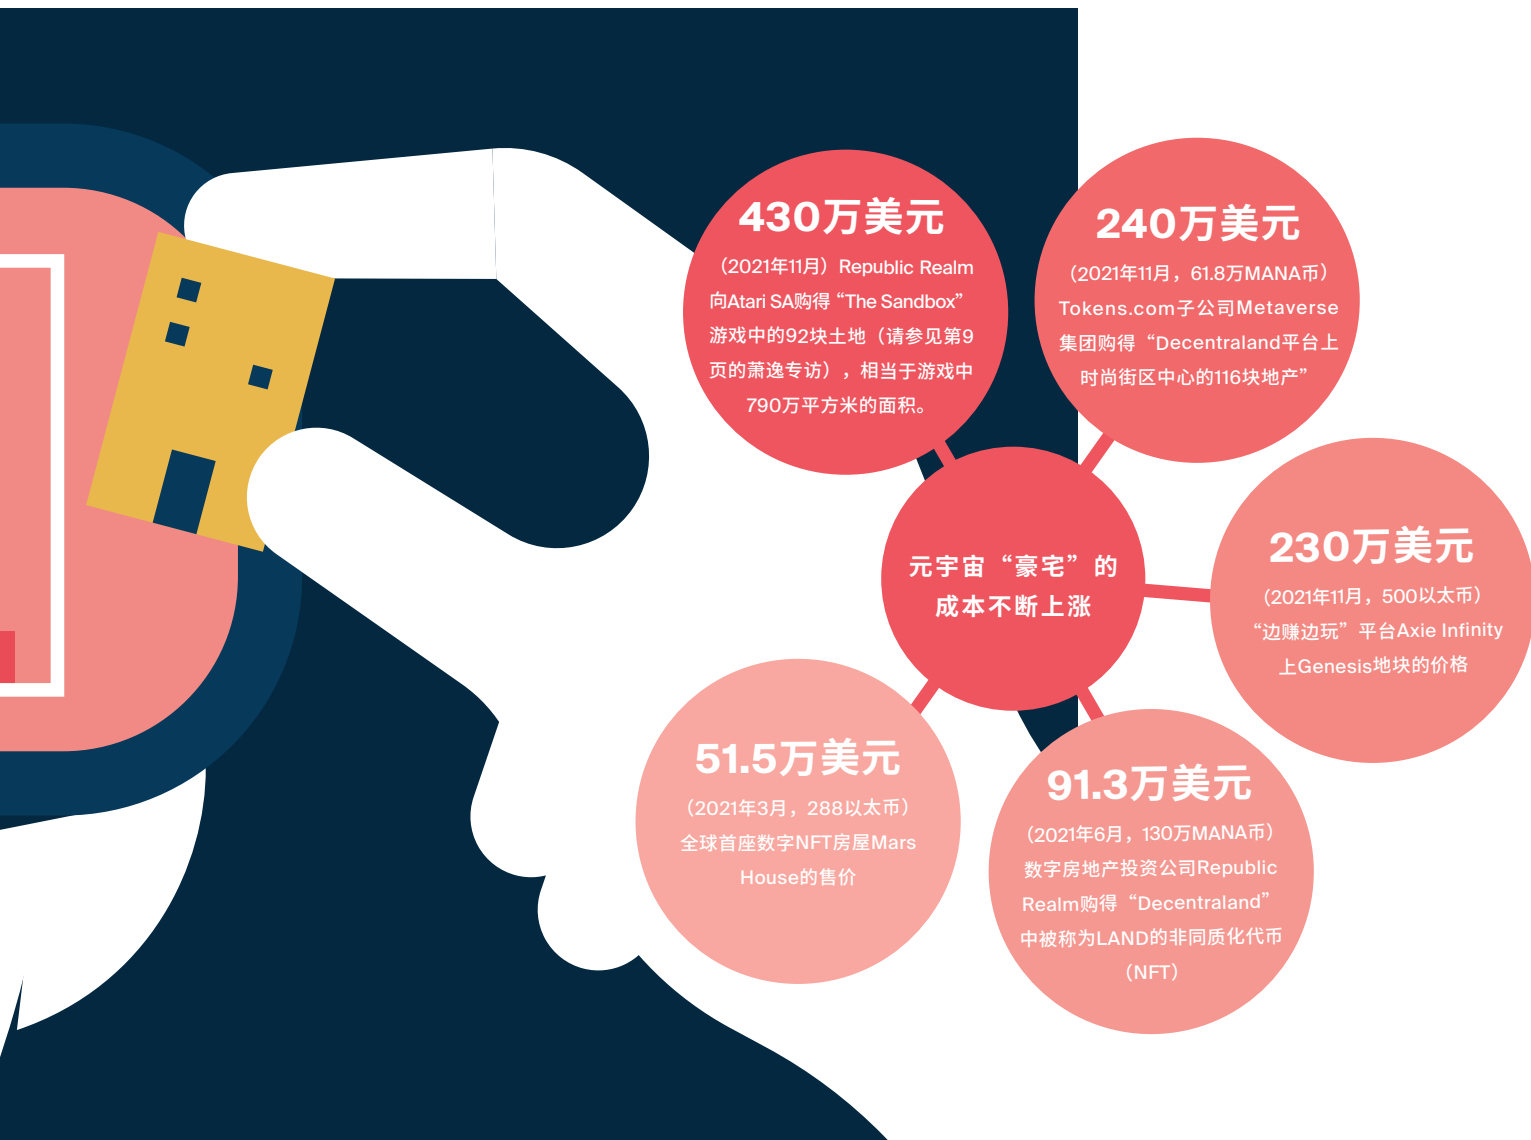 430万美元
（2021年11月）Republic Realm
向Atari SA购得“The Sandbox”
游戏中的92块土地（请参见第9
页的萧逸专访），相当于游戏中
790万平方米的面积。
240万美元
（2021年11月，61.8万MANA币）
Tokens.com子公司Metaverse
集团购得“Decentraland平台上
时尚街区中心的116块地产”
230万美元
（2021年11月，500以太币）
“边赚边玩”平台Axie Infinity
上Genesis地块的价格
元宇宙“豪宅”的
成本不断上涨
51.5万美元
（2021年3月，288以太币）
全球首座数字NFT房屋Mars
House的售价
91.3万美元
（2021年6月，130万MANA币）
数字房地产投资公司Republic
Realm购得“Decentraland”
中被称为LAND的非同质化代币
（NFT）